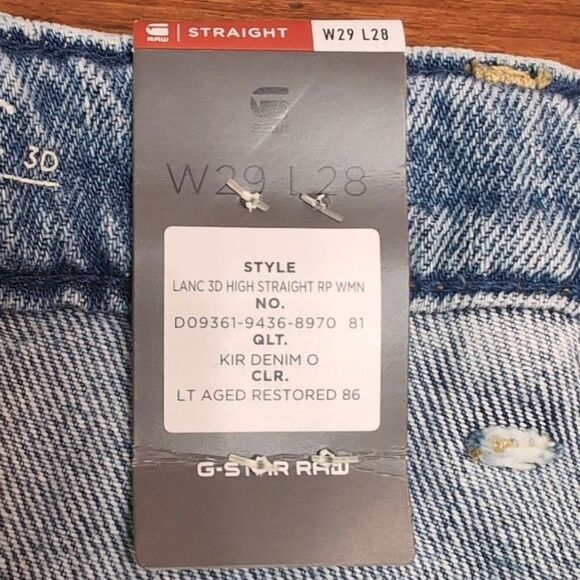 RAW | STRAIGHT W29 L28
RAW
W29 L28
3D
STYLE
LANC 3D HIGH STRAIGHT RP WMN
NO.
D09361-9436-8970 81
QLT.
KIR DENIM O
CLR.
LT AGED RESTORED 86
G-STAR RAW